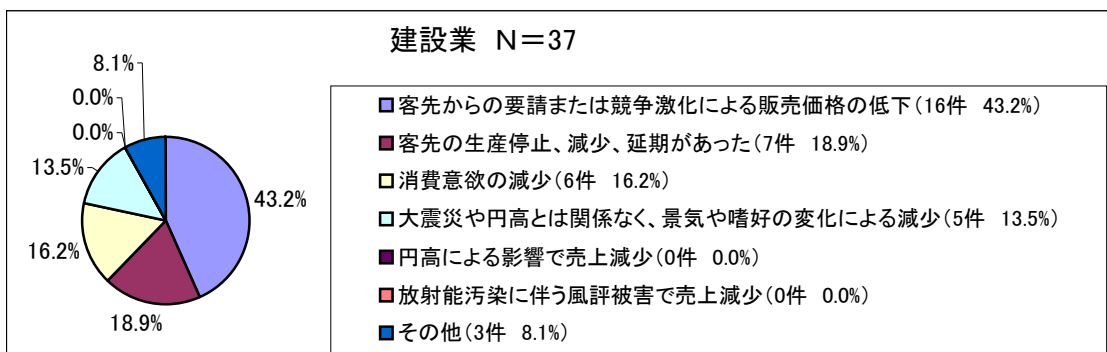 建設業 N=37
8.1%
0.0%
0.0%
13.5%
16.2%
18.9%
43.2%
客先からの要請または競争激化による販売価格の低下(16件 43.2%)
客先の生産停止、減少、延期があった(7件 18.9%)
消費意欲の減少(6件 16.2%)
大震災や円高とは関係なく、景気や嗜好の変化による減少(5件 13.5%)
円高による影響で売上減少(0件 0.0%)
放射能汚染に伴う風評被害で売上減少(0件 0.0%)
その他(3件 8.1%)